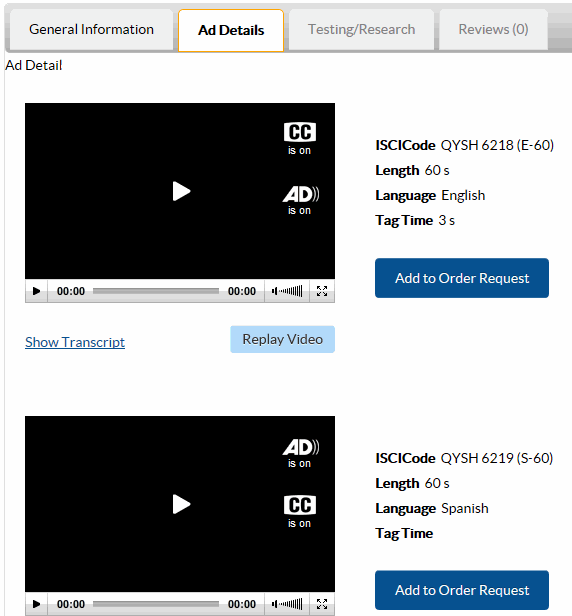 General Information
Ad Details
Testing/Research
Reviews (0)
Ad Detail
CC
is on
AD
is on
00:00 00:00
ISCICode QYSH 6218 (E-60)
Length 60 s
Language English
Tag Time 3 s
Add to Order Request
Show Transcript
Replay Video
AD
is on
CC
is on
00:00 00:00
ISCICode QYSH 6219 (S-60)
Length 60 s
Language Spanish
Tag Time
Add to Order Request